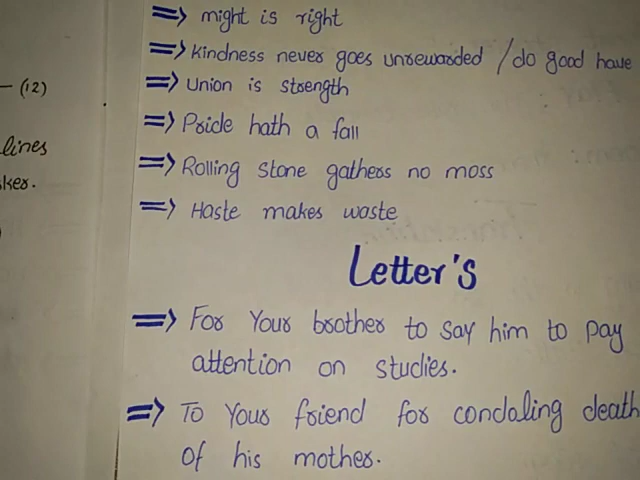 ⇒ might is right
⇒ Kindness never goes unrewarded / do good have
— (12)
⇒ Union is strength
⇒ Pride hath a fall
lines
⇒ Rolling stone gathers no moss
ker.
⇒ Haste makes waste
Letter's
⇒ For Your brother to say him to pay
attention on studies.
⇒ To Your friend for condoling death
of his mother.